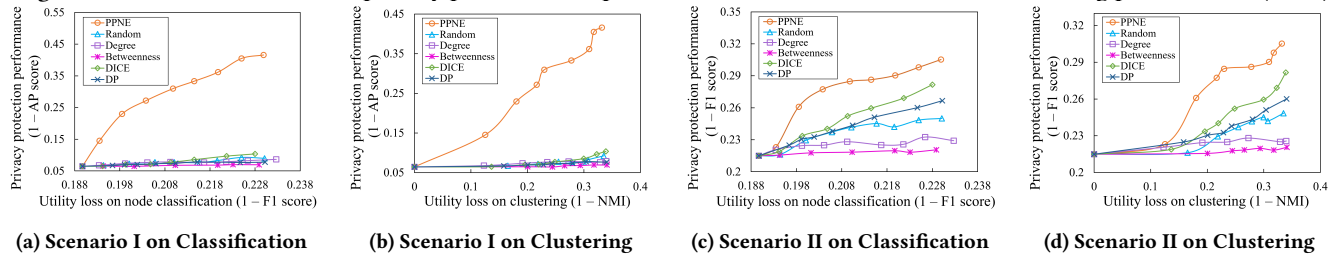 Privacy protection performance
(1 – AP score)
0.55
0.45
0.35
0.25
0.15
0.05
PPNE
Random
Degree
Betweenness
DICE
DP
0.188 0.198 0.208 0.218 0.228 0.238
Utility loss on node classification (1 – F1 score)
(a) Scenario I on Classification
Privacy protection performance
(1 – AP score)
0.45
0.35
0.25
0.15
0.05
PPNE
Random
Degree
Betweenness
DICE
DP
0 0.1 0.2 0.3 0.4
Utility loss on clustering (1 – NMI)
(b) Scenario I on Clustering
Privacy protection performance
(1 – F1 score)
0.35
0.32
0.29
0.26
0.23
0.2
PPNE
Random
Degree
Betweenness
DICE
DP
0.188 0.198 0.208 0.218 0.228 0.238
Utility loss on node classification (1 – F1 score)
(c) Scenario II on Classification
Privacy protection performance
(1 – F1 score)
0.32
0.29
0.26
0.23
0.2
PPNE
Random
Degree
Betweenness
DICE
DP
0 0.1 0.2 0.3 0.4
Utility loss on clustering (1 – NMI)
(d) Scenario II on Clustering